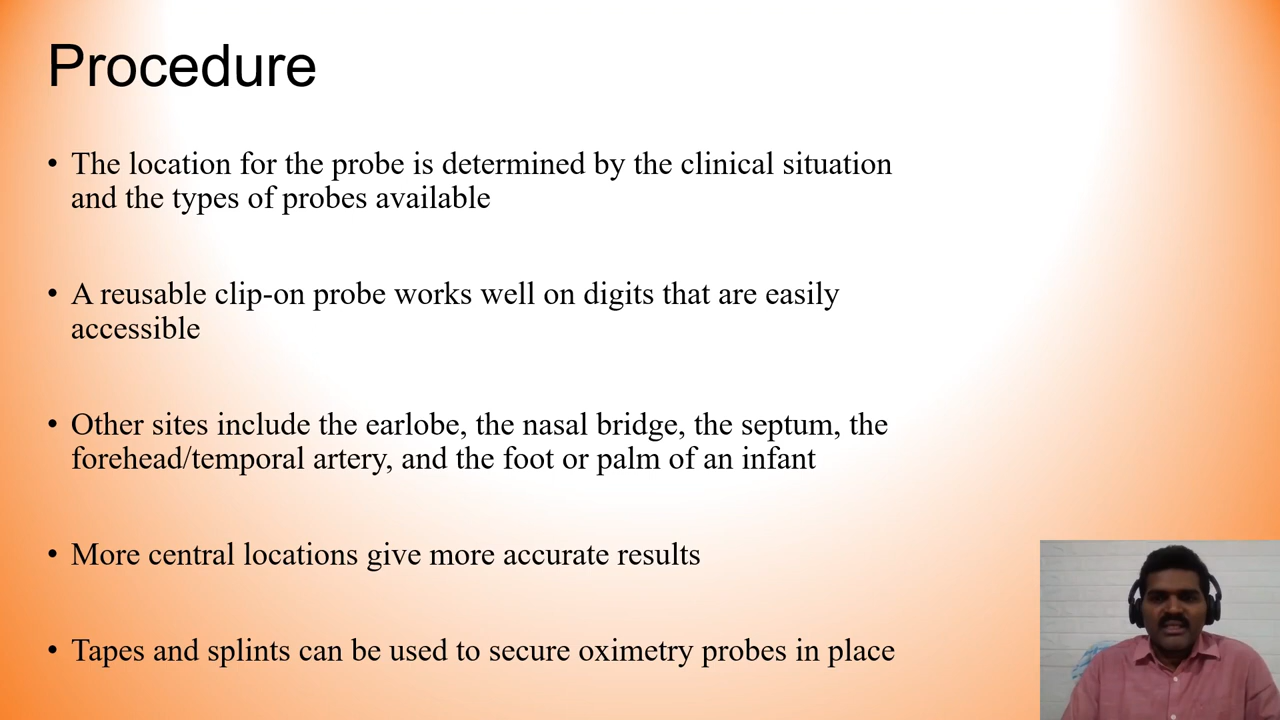 Procedure
• The location for the probe is determined by the clinical situation
and the types of probes available
• A reusable clip-on probe works well on digits that are easily
accessible
• Other sites include the earlobe, the nasal bridge, the septum, the
forehead/temporal artery, and the foot or palm of an infant
• More central locations give more accurate results
• Tapes and splints can be used to secure oximetry probes in place